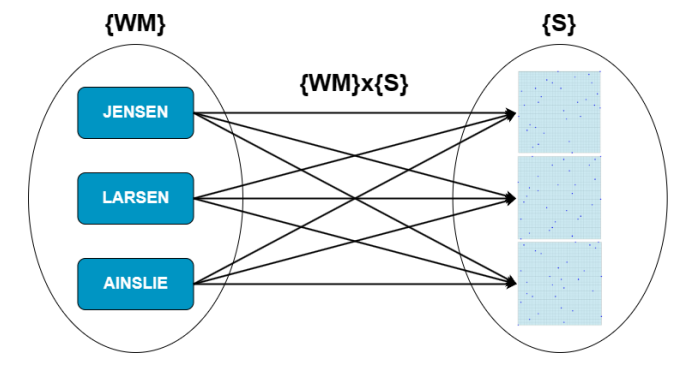 {WM}
{S}
{WM}x{S}
JENSEN
LARSEN
AINSLIE